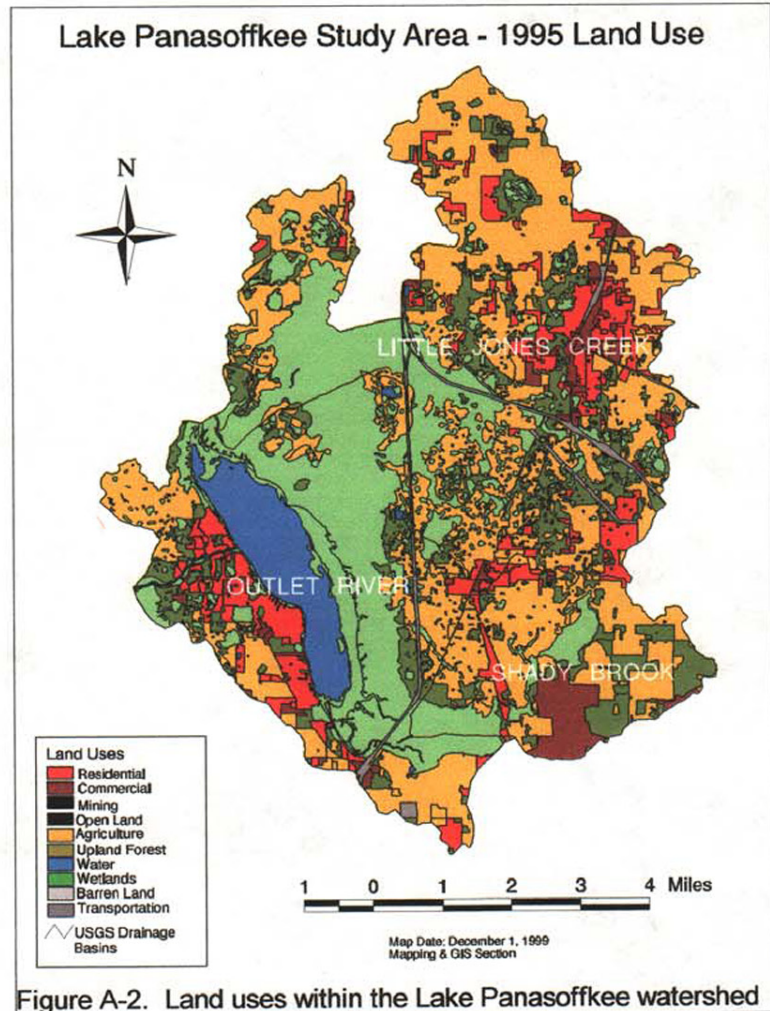 Lake Panasoffkee Study Area - 1995 Land Use
N
LITTLE JONES CREEK
OUTLET RIVER
SHADY BROOK
Land Uses
Residential
Commercial
Mining
Open Land
Agriculture
Upland Forest
Water
Wetlands
Barren Land
Transportation
USGS Drainage
Basins
1 0 1 2 3 4 Miles
Map Date: December 1, 1999
Mapping & GIS Section
Figure A-2. Land uses within the Lake Panasoffkee watershed